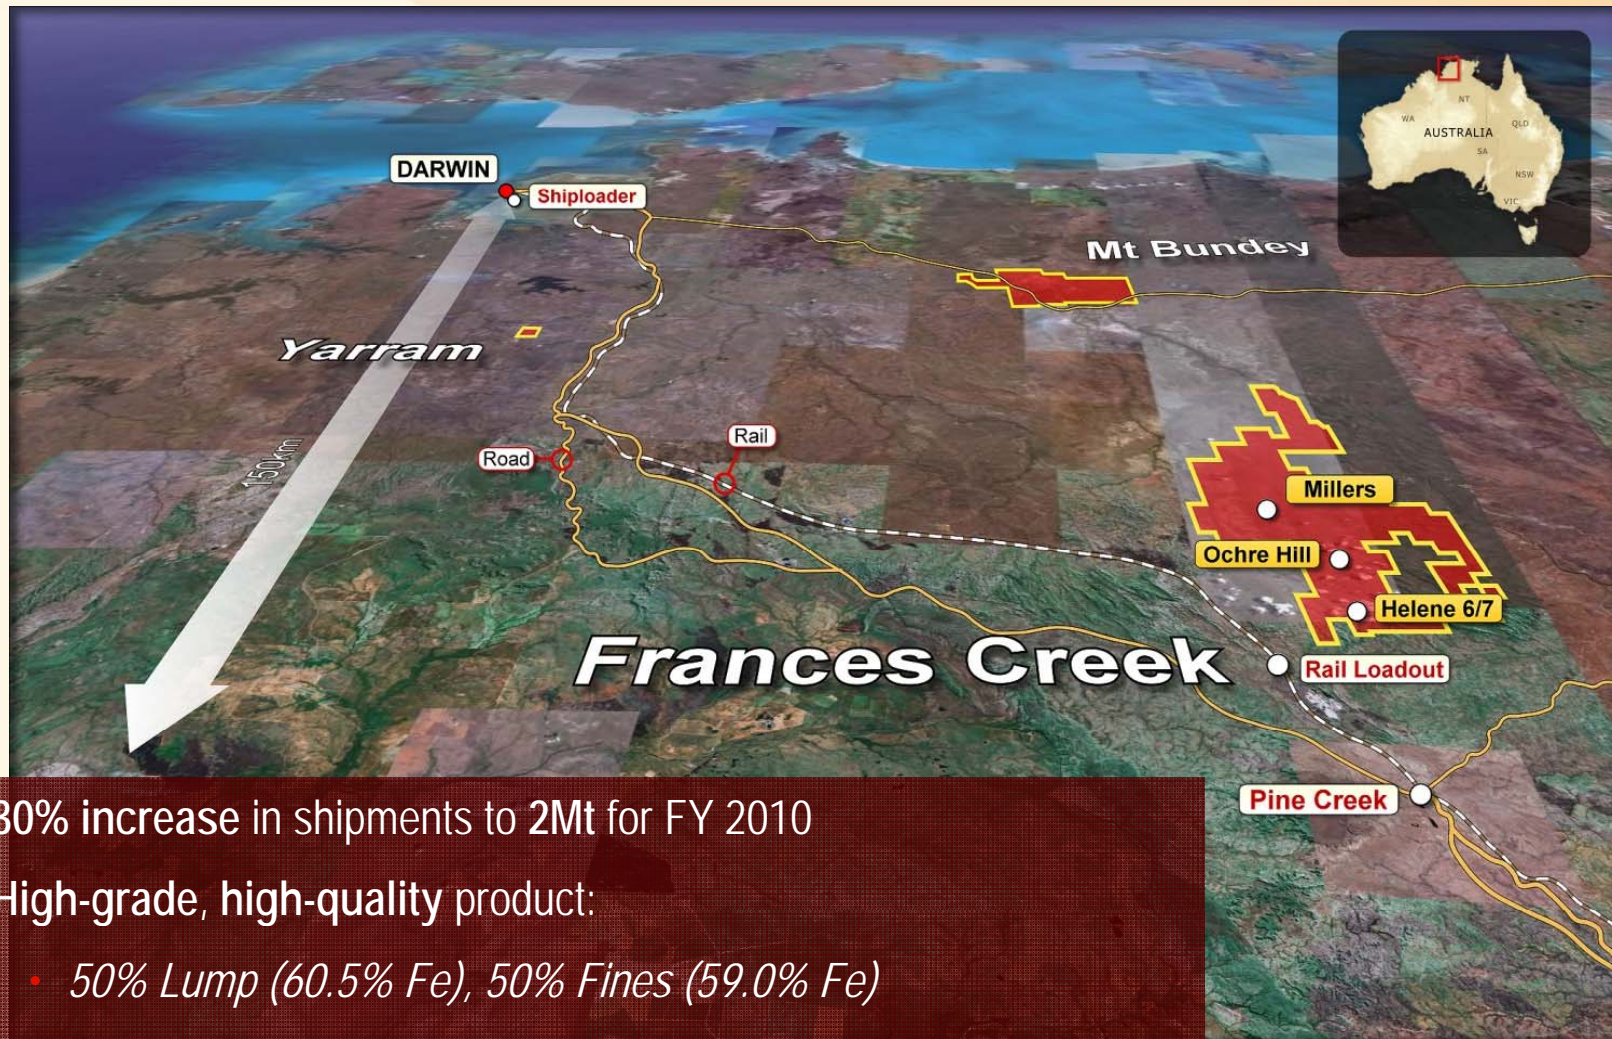 WA
NT
QLD
AUSTRALIA
SA
NSW
VIC
DARWIN
Shiploader
Mt Bundey
Yarram
150km
Road
Rail
Millers
Ochre Hill
Helene 6/7
Frances Creek
Rail Loadout
Pine Creek
30% increase in shipments to 2Mt for FY 2010
High-grade, high-quality product:
• 50% Lump (60.5% Fe), 50% Fines (59.0% Fe)